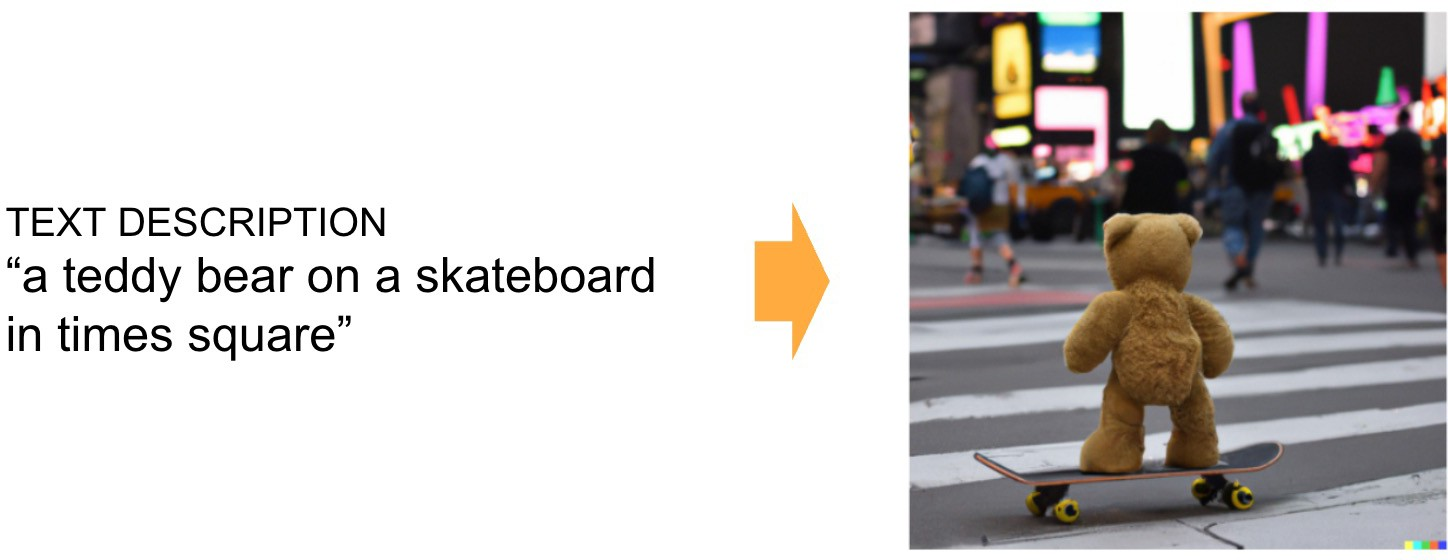 TEXT DESCRIPTION
“a teddy bear on a skateboard
in times square”